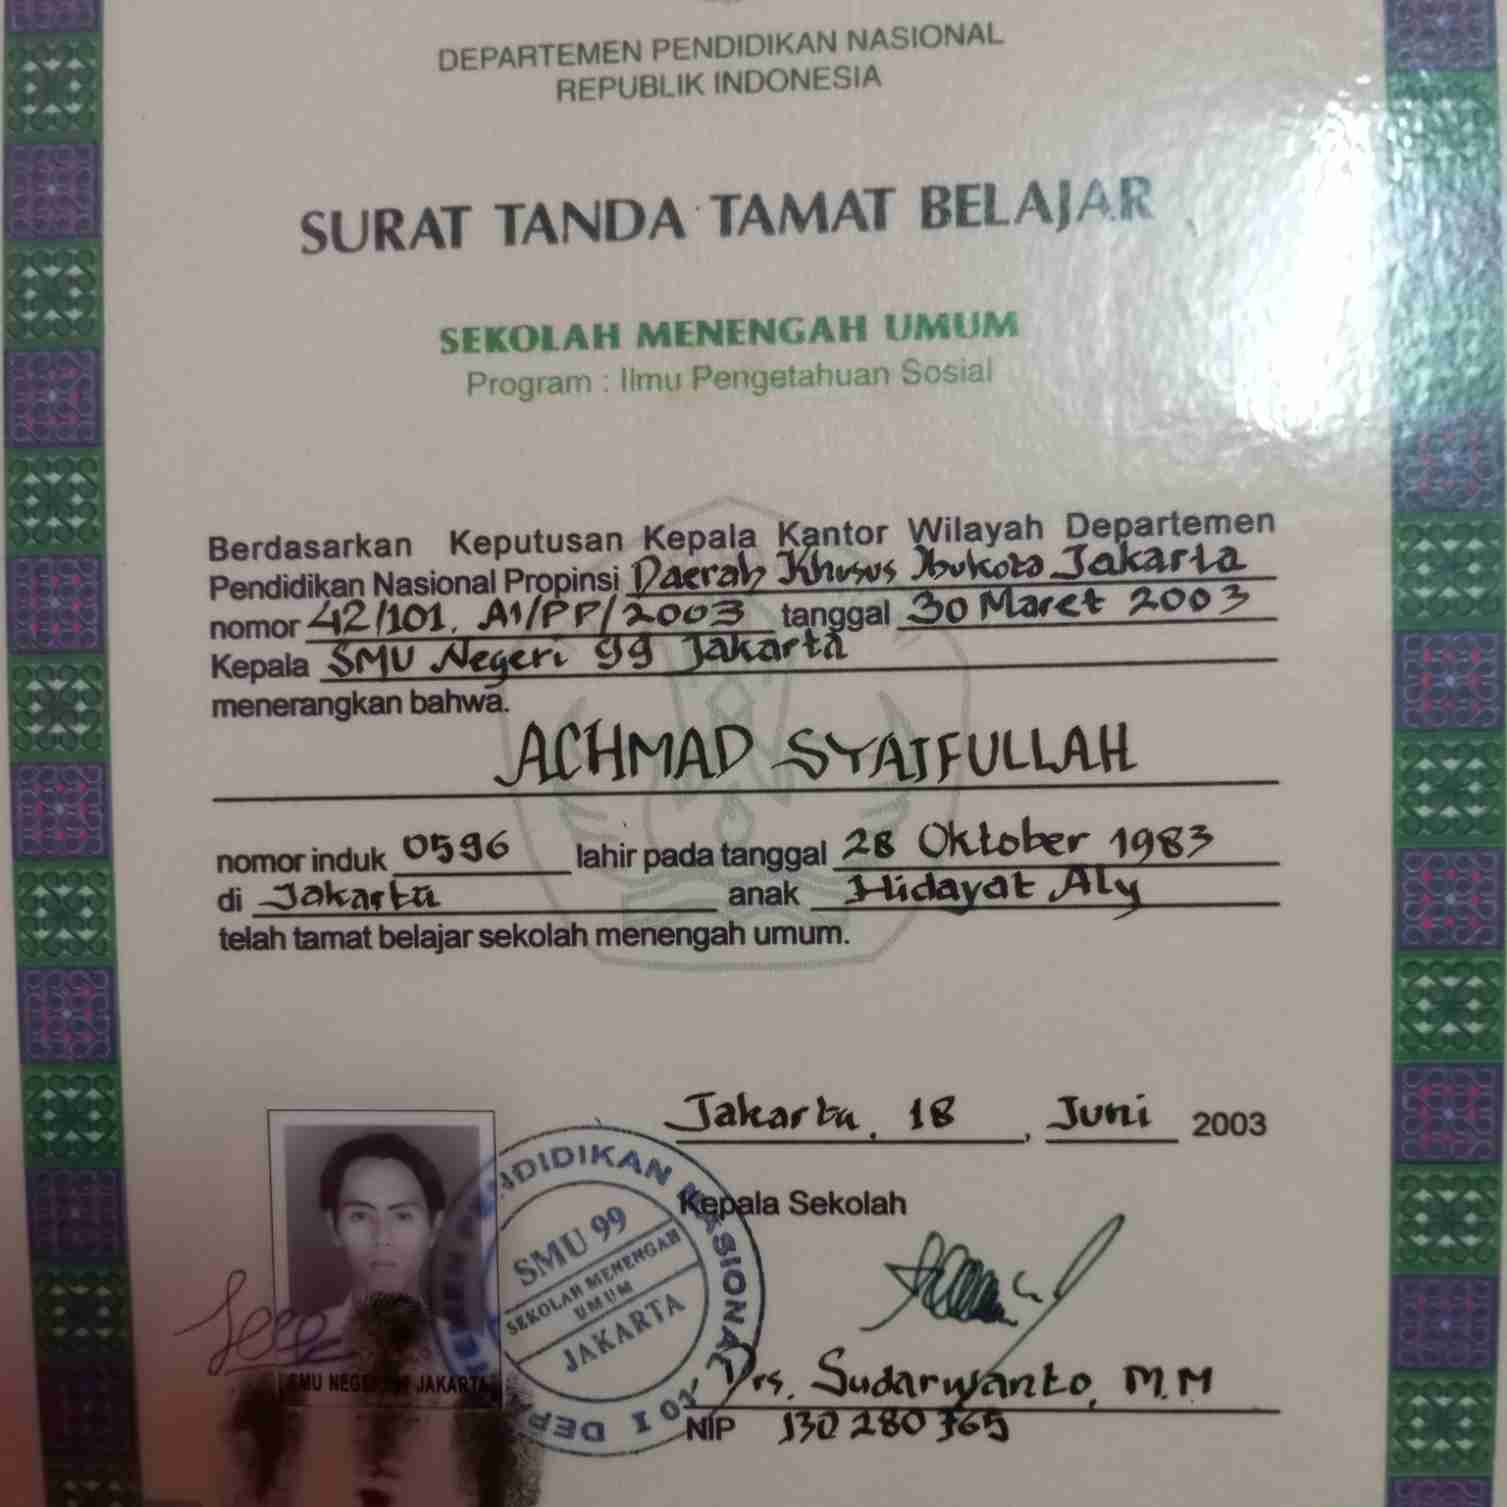 DEPARTEMEN PENDIDIKAN NASIONAL
REPUBLIK INDONESIA
SURAT TANDA TAMAT BELAJAR
SEKOLAH MENENGAH UMUM
Program : Ilmu Pengetahuan Sosial
Berdasarkan Keputusan Kepala Kantor Wilayah Departemen
Pendidikan Nasional Propinsi Daerah Khusus Ibukota Jakarta
nomor 42/101. A1/PP/2003 tanggal 30 Maret 2003
Kepala SMU Negeri 99 Jakarta
menerangkan bahwa.
ACHMAD SYAIFULLAH
nomor induk 0596 lahir pada tanggal 28 Oktober 1983
di Jakarta anak Hidayat Aly
telah tamat belajar sekolah menengah umum.
Jakarta, 18, Juni 2003
Kepala Sekolah
NDIDIKAN NASIONAL
SMU 99
SEKOLAH MENENGAH
UMUM
JAKARTA
SMU NEGE JAKARTA
Drs. Sudarwanto, M.M
NIP 130 280 765